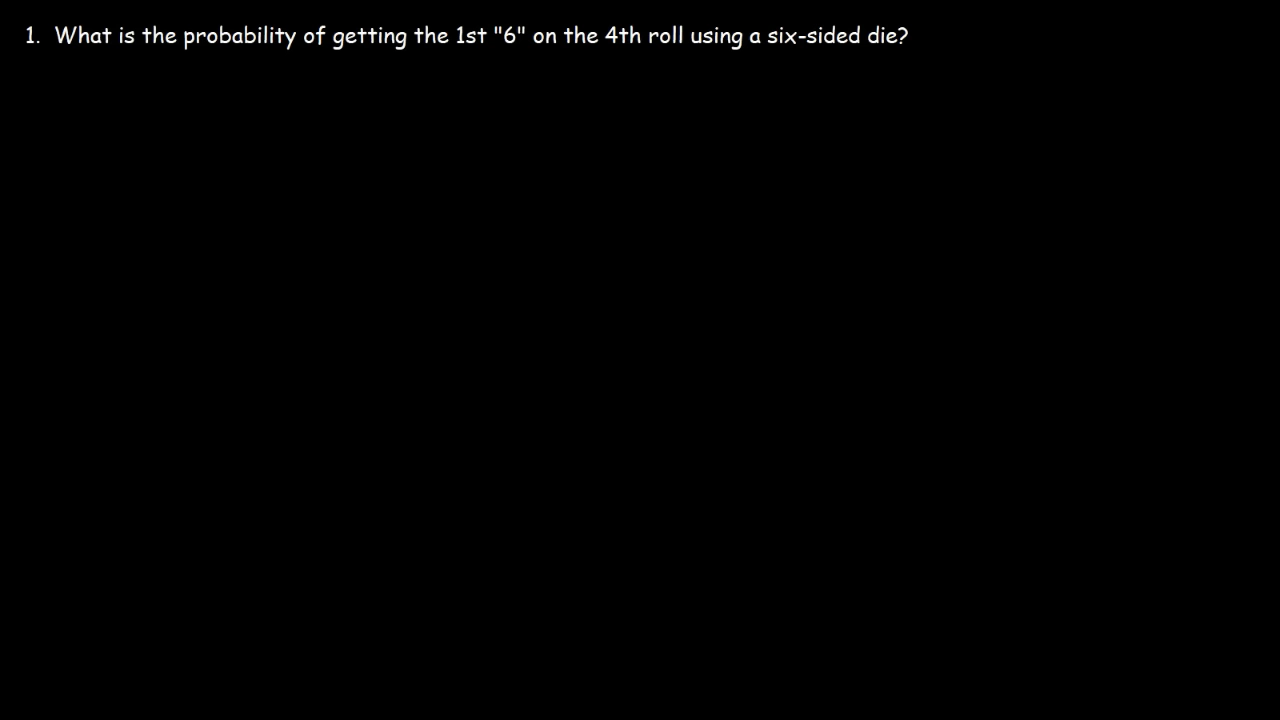 1. What is the probability of getting the 1st "6" on the 4th roll using a six-sided die?